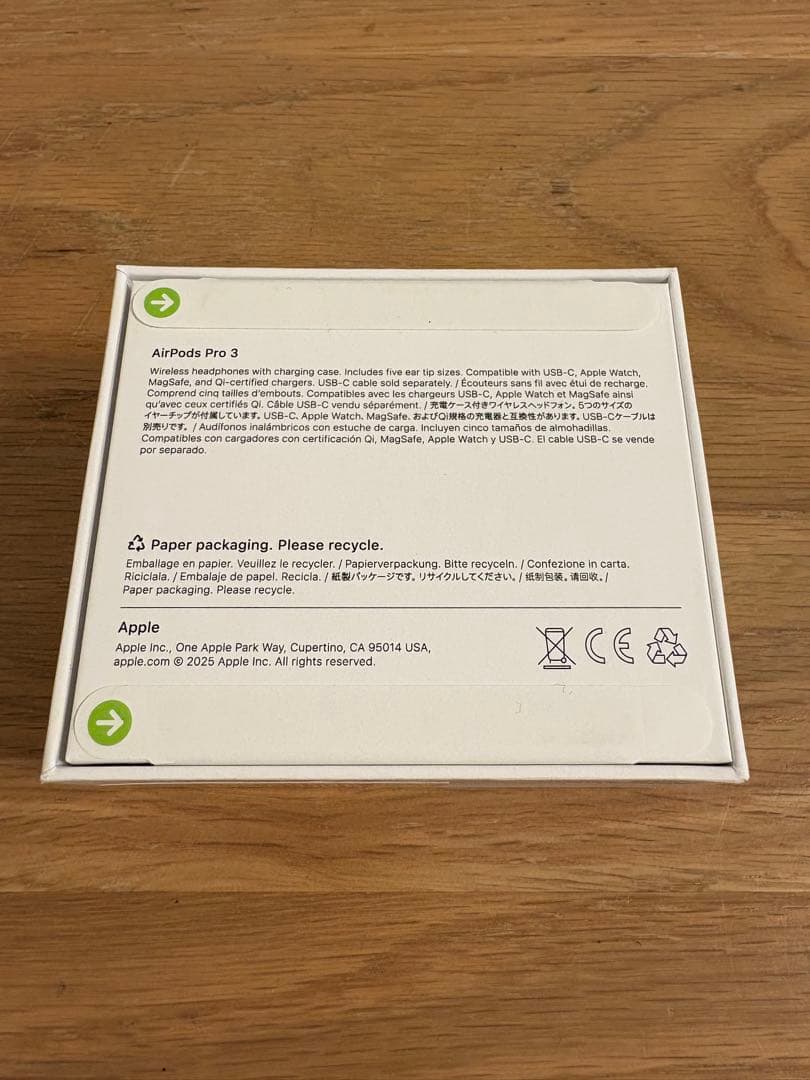 AirPods Pro 3
Wireless headphones with charging case. Includes five ear tip sizes. Compatible with USB-C, Apple Watch,
MagSafe, and Qi-certified chargers. USB-C cable sold separately. / Écouteurs sans fil avec étui de recharge.
Comprend cinq tailles d'embouts. Compatibles avec les chargeurs USB-C, Apple Watch et MagSafe ainsi
qu'avec ceux certifiés Qi. Câble USB-C vendu séparément. / 充電ケース付きワイヤレスヘッドフォン。5つのサイズの
イヤーチップが付属しています。USB-C、Apple Watch、MagSafe、およびQi規格の充電器と互換性があります。USB-Cケーブルは
別売りです。 / Audífonos inalámbricos con estuche de carga. Incluyen cinco tamaños de almohadillas.
Compatibles con cargadores con certificación Qi, MagSafe, Apple Watch y USB-C. El cable USB-C se vende
por separado.
Paper packaging. Please recycle.
Emballage en papier. Veuillez le recycler. / Papierverpackung. Bitte recyceln. / Confezione in carta.
Riciclala. / Embalaje de papel. Recicla. / 紙製パッケージです。リサイクルしてください。/ 纸制包装。请回收。/
Paper packaging. Please recycle.
Apple
Apple Inc., One Apple Park Way, Cupertino, CA 95014 USA,
apple.com © 2025 Apple Inc. All rights reserved.
CE